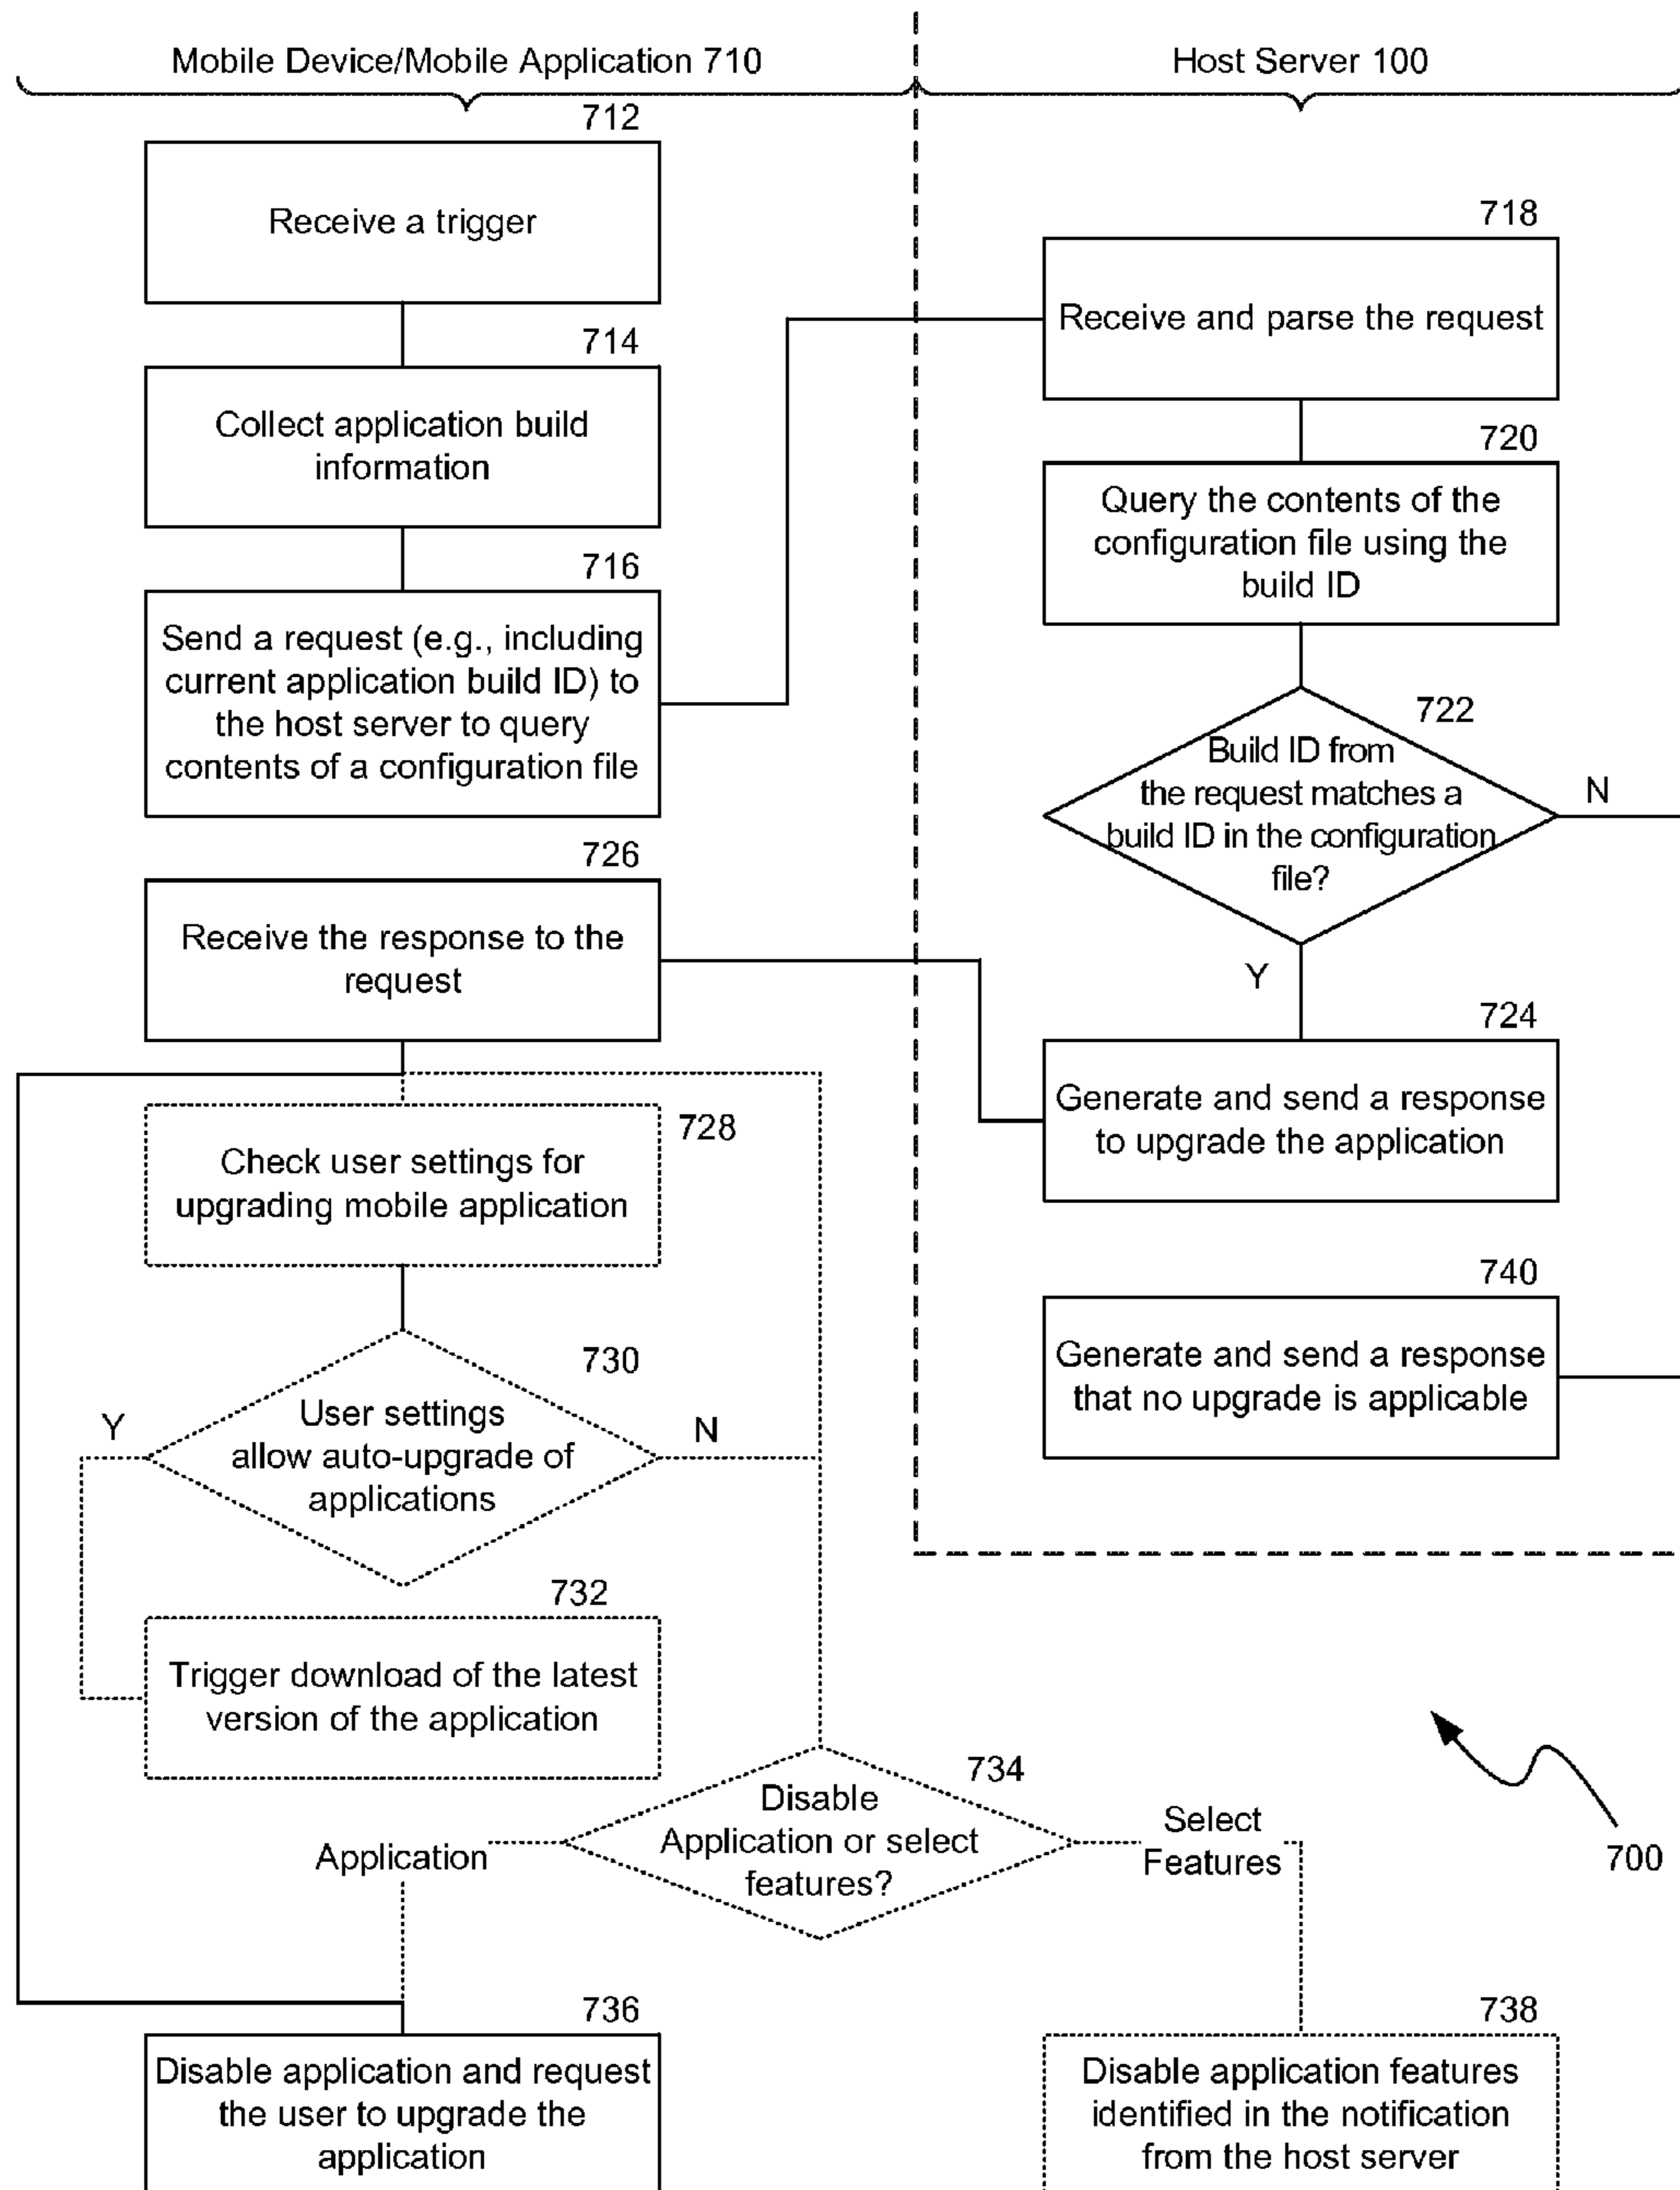 Mobile Device/Mobile Application 710
Host Server 100
712
Receive a trigger
714
Collect application build
information
716
Send a request (e.g., including
current application build ID) to
the host server to query
contents of a configuration file
718
Receive and parse the request
720
Query the contents of the
configuration file using the
build ID
722
Build ID from
the request matches a
build ID in the configuration
file?
N
Y
724
Generate and send a response
to upgrade the application
726
Receive the response to the
request
728
Check user settings for
upgrading mobile application
730
User settings
allow auto-upgrade of
applications
Y
N
732
Trigger download of the latest
version of the application
740
Generate and send a response
that no upgrade is applicable
734
Disable
Application or select
features?
Application
Select
Features
700
736
Disable application and request
the user to upgrade the
application
738
Disable application features
identified in the notification
from the host server